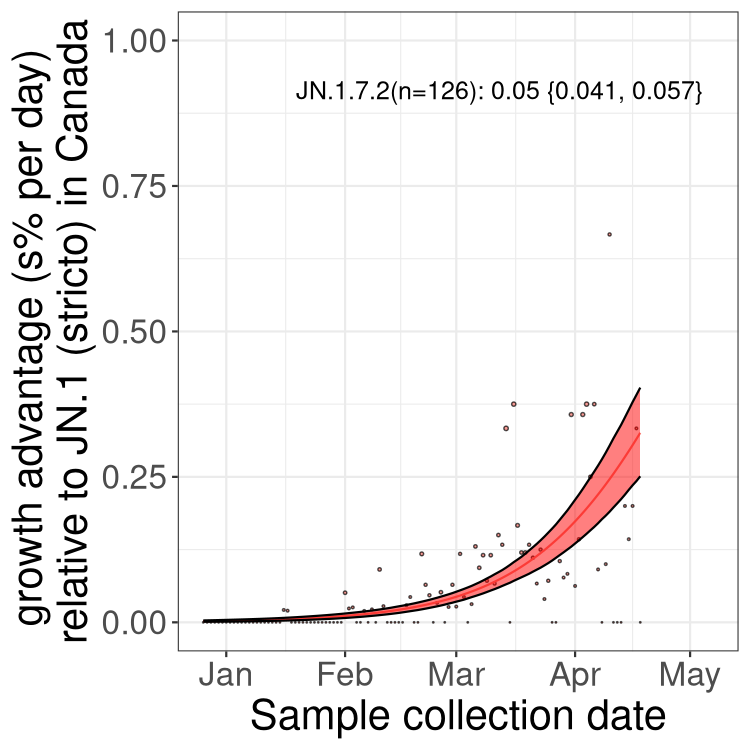 growth advantage (s% per day)
relative to JN.1 (stricto) in Canada
1.00
0.75
0.50
0.25
0.00
JN.1.7.2(n=126): 0.05 {0.041, 0.057}
Jan Feb Mar Apr May
Sample collection date